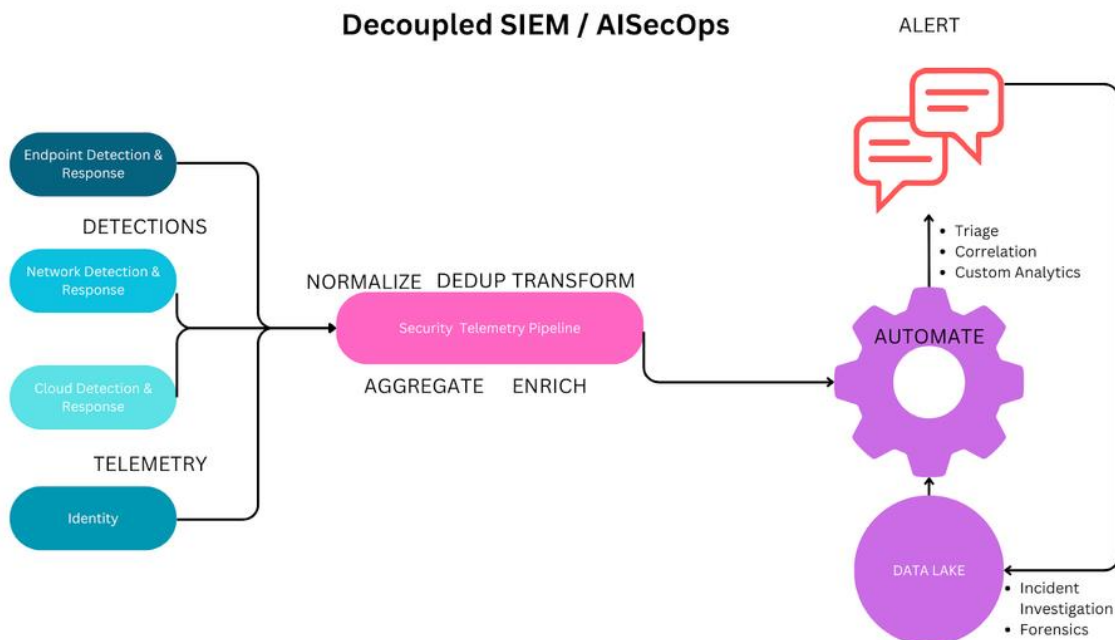 Decoupled SIEM / AISecOps
ALERT
Endpoint Detection &
Response
DETECTIONS
Network Detection &
Response
Cloud Detection &
Response
TELEMETRY
Identity
NORMALIZE DEDUP TRANSFORM
Security Telemetry Pipeline
AGGREGATE ENRICH
• Triage
• Correlation
• Custom Analytics
AUTOMATE
DATA LAKE
• Incident
Investigation
• Forensics